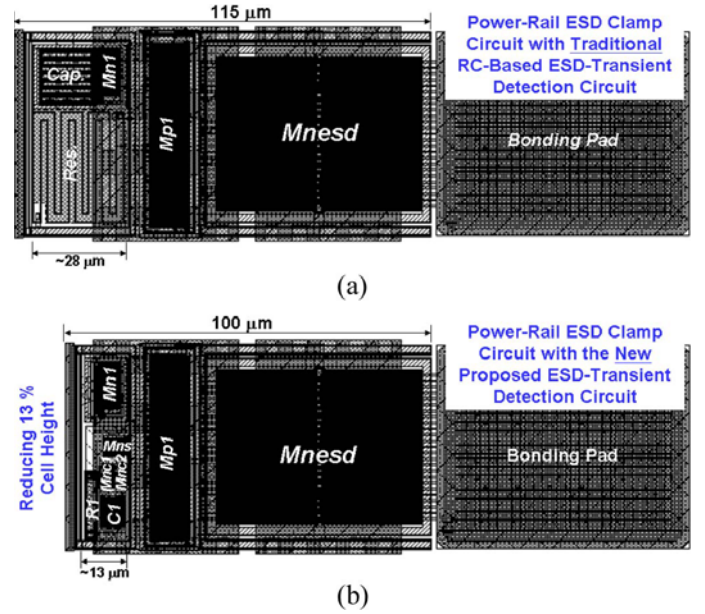 115 μm
Power-Rail ESD Clamp
Circuit with Traditional
RC-Based ESD-Transient
Detection Circuit
Cap.
Mn1
Mp1
Mnesd
Bonding Pad
Res.
~28 μm
(a)
100 μm
Power-Rail ESD Clamp
Circuit with the New
Proposed ESD-Transient
Detection Circuit
Reducing 13 %
Cell Height
Mn1
Mp1
Mns
Mnc1
Mnc2
Mnesd
Bonding Pad
R1
C1
~13 μm
(b)